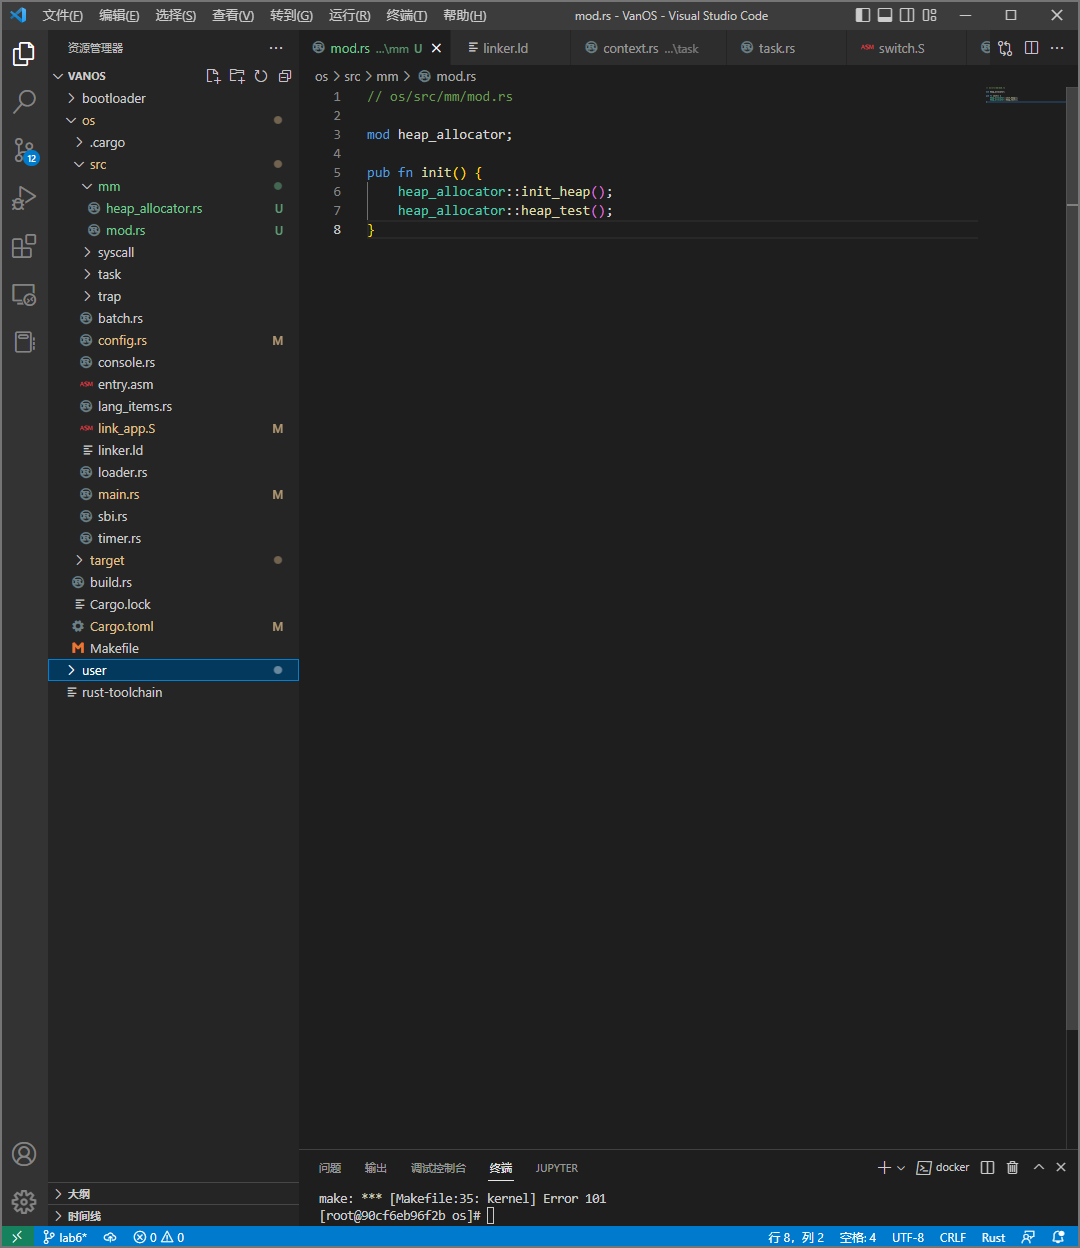 文件(F) 编辑(E) 选择(S) 查看(V) 转到(G) 运行(R) 终端(T) 帮助(H) mod.rs - VanOS - Visual Studio Code
资源管理器
VANOS
bootloader
os
.cargo
src
mm
heap_allocator.rs U
mod.rs U
syscall
task
trap
batch.rs
config.rs M
console.rs
ASM entry.asm
lang_items.rs
ASM link_app.S M
linker.ld
loader.rs
main.rs M
sbi.rs
timer.rs
target
build.rs
Cargo.lock
Cargo.toml M
Makefile
user
rust-toolchain
大纲
时间线
12
mod.rs ...\mm U linker.ld context.rs ...\task task.rs ASM switch.S
os > src > mm > mod.rs
1 // os/src/mm/mod.rs
2
3 mod heap_allocator;
4
5 pub fn init() {
6 heap_allocator::init_heap();
7 heap_allocator::heap_test();
8 }
问题 输出 调试控制台 终端 JUPYTER docker
make: *** [Makefile:35: kernel] Error 101
[root@90cf6eb96f2b os]#
lab6* 0 0 行 8, 列 2 空格: 4 UTF-8 CRLF Rust